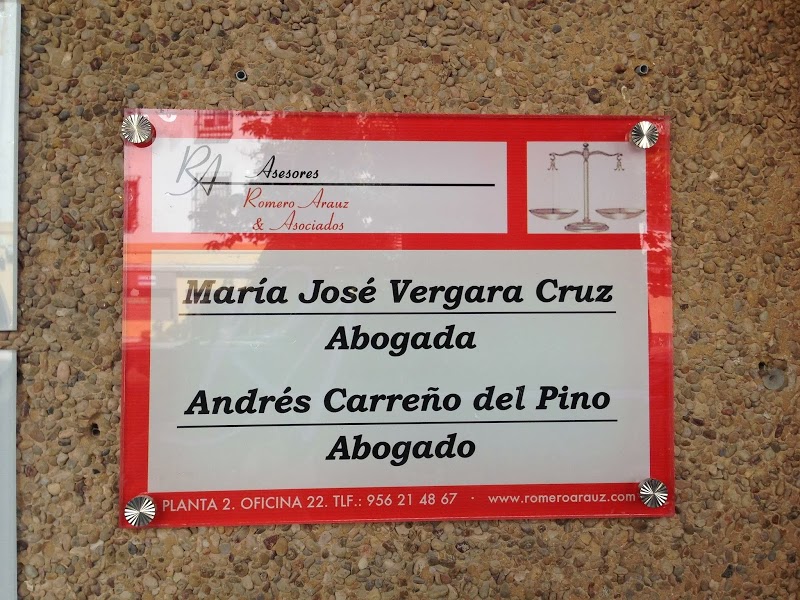 RA Asesores
Romero Arauz
& Asociados
María José Vergara Cruz
Abogada
Andrés Carreño del Pino
Abogado
PLANTA 2. OFICINA 22. TLF.: 956 21 48 67 · www.romeroarauz.com